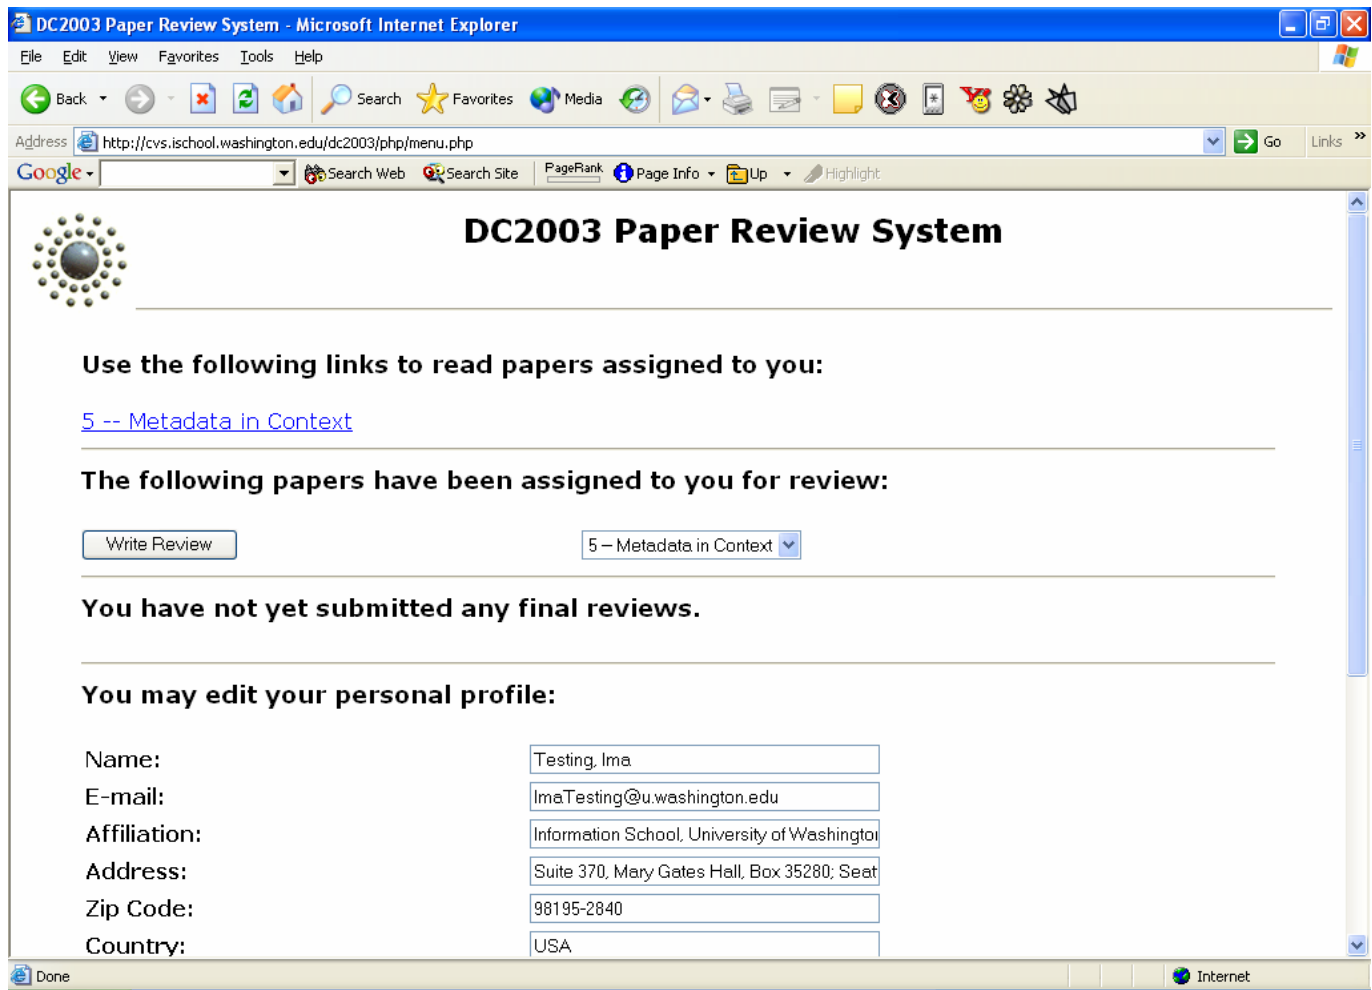 DC2003 Paper Review System - Microsoft Internet Explorer
File Edit View Favorites Tools Help
Back Search Favorites Media
Address http://cvs.ischool.washington.edu/dc2003/php/menu.php Go Links »
Google Search Web Search Site PageRank Page Info Up Highlight
DC2003 Paper Review System
Use the following links to read papers assigned to you:
5 -- Metadata in Context
The following papers have been assigned to you for review:
Write Review 5 – Metadata in Context
You have not yet submitted any final reviews.
You may edit your personal profile:
Name: Testing, Ima
E-mail: ImaTesting@u.washington.edu
Affiliation: Information School, University of Washington
Address: Suite 370, Mary Gates Hall, Box 35280; Seat
Zip Code: 98195-2840
Country: USA
Done Internet